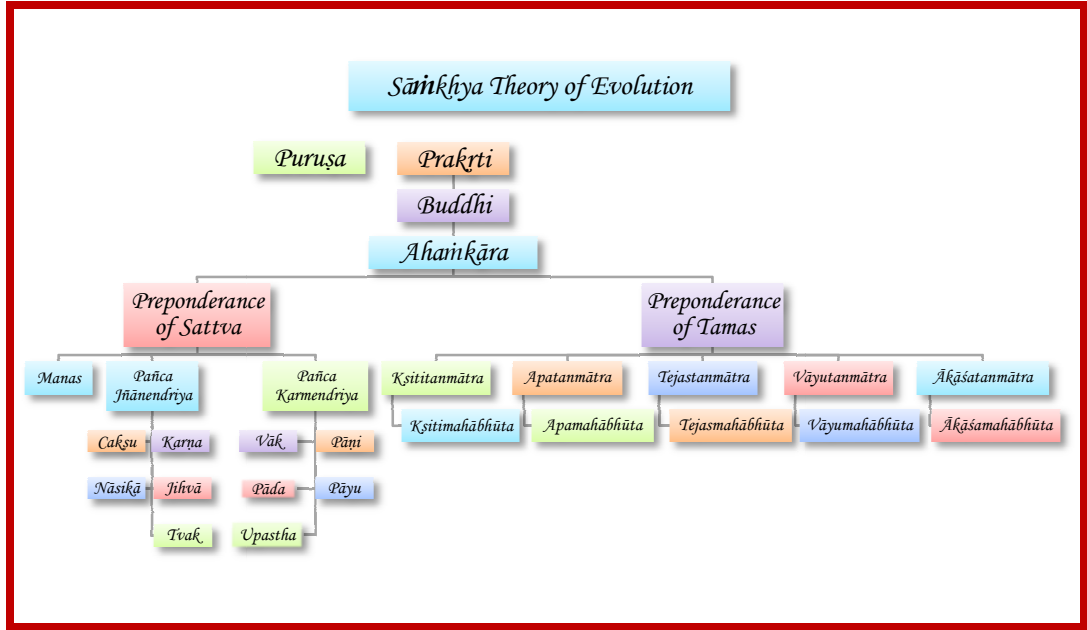 Sāṁkhya Theory of Evolution
Puruṣa
Prakṛti
Buddhi
Ahaṁkāra
Preponderance
of Sattva
Preponderance
of Tamas
Manas
Pañca
Jñānendriya
Pañca
Karmendriya
Ksititanmātra
Apatanmātra
Tejastanmātra
Vāyutanmātra
Ākāśatanmātra
Ksitimahābhūta
Apamahābhūta
Tejasmahābhūta
Vāyumahābhūta
Ākāśamahābhūta
Caksu
Karṇa
Vāk
Pāṇi
Nāsikā
Jihvā
Pāda
Pāyu
Tvak
Upastha